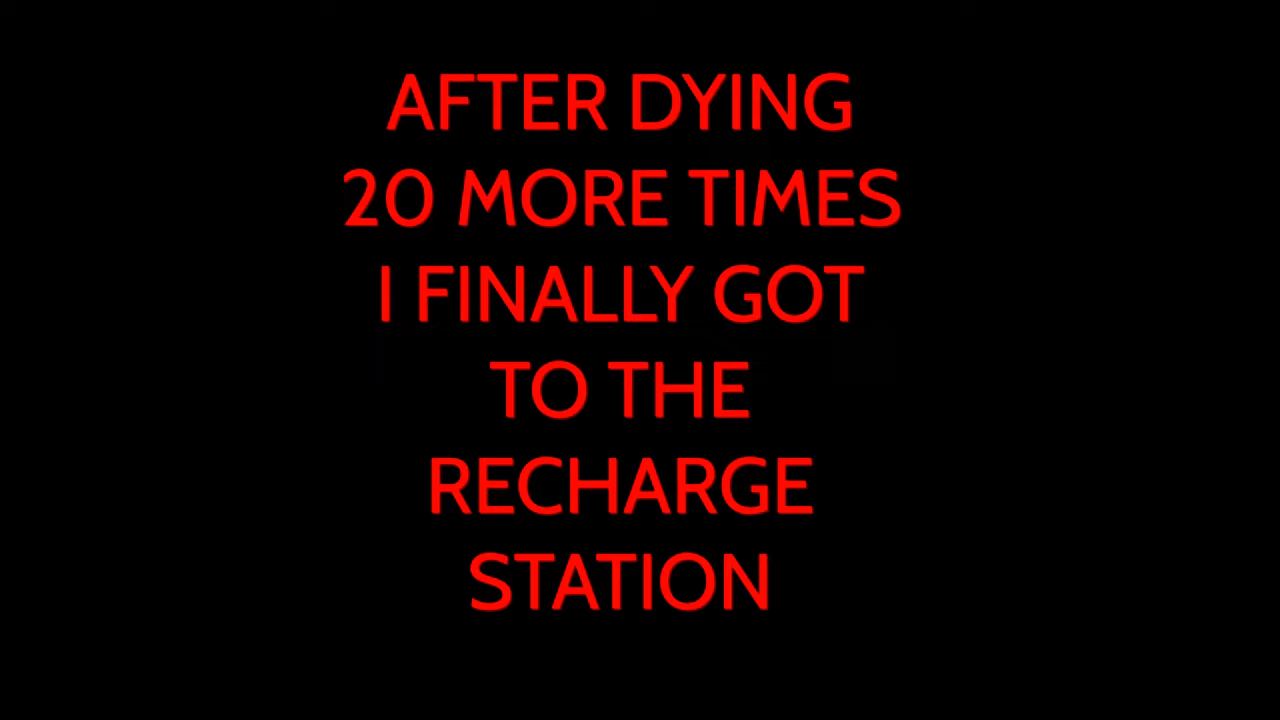 AFTER DYING
20 MORE TIMES
I FINALLY GOT
TO THE
RECHARGE
STATION